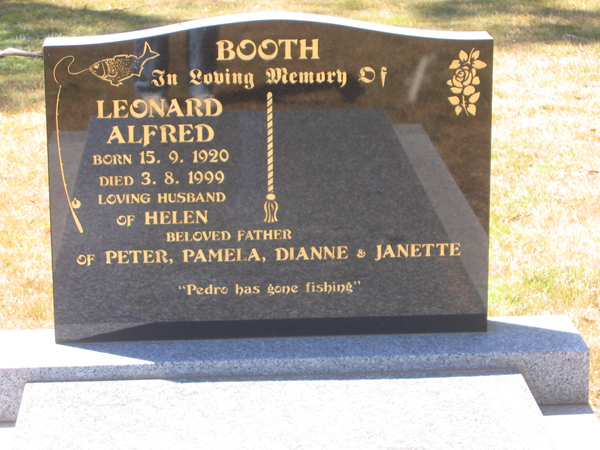 BOOTH
In Loving Memory Of
LEONARD
ALFRED
BORN 15. 9. 1920
DIED 3. 8. 1999
LOVING HUSBAND
OF HELEN
BELOVED FATHER
OF PETER, PAMELA, DIANNE & JANETTE
"Pedro has gone fishing"